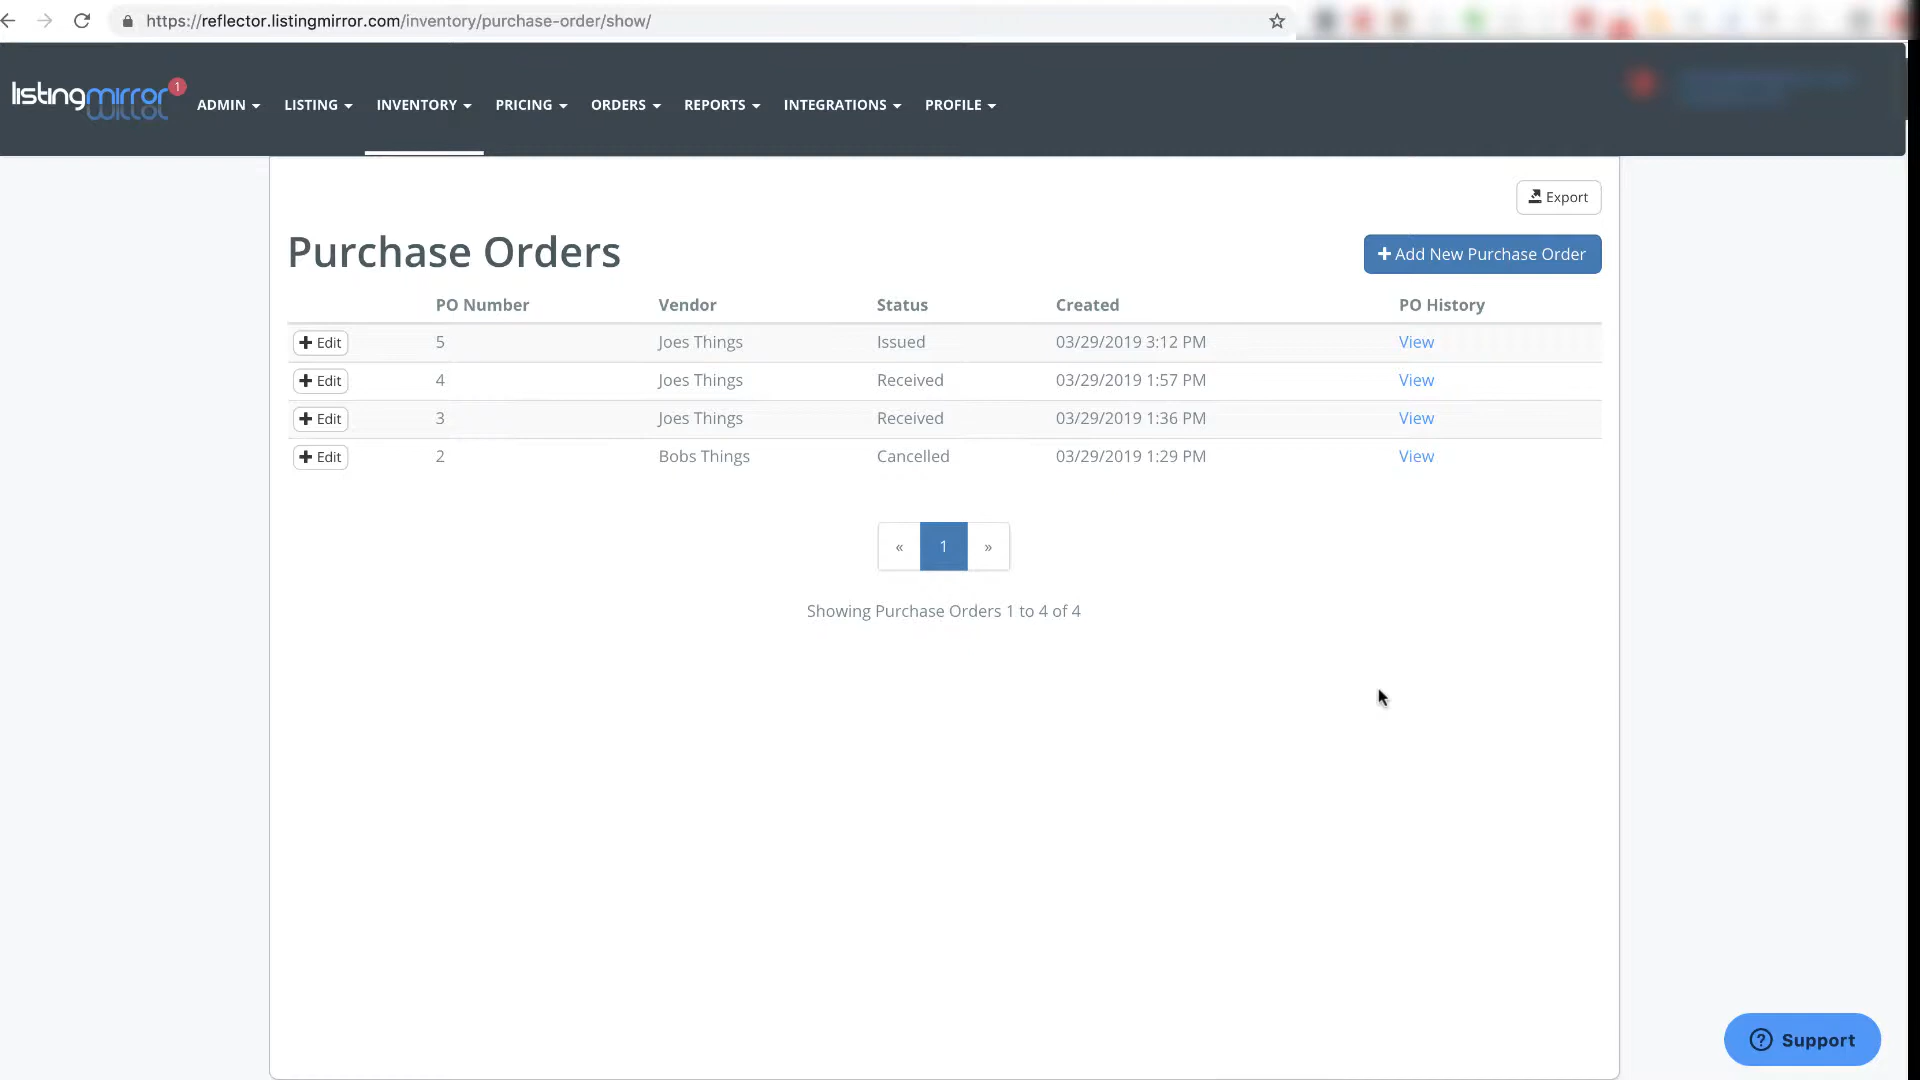 https://reflector.listingmirror.com/inventory/purchase-order/show/
listingmirror 1 ADMIN LISTING INVENTORY PRICING ORDERS REPORTS INTEGRATIONS PROFILE
Export
Purchase Orders + Add New Purchase Order
PO Number Vendor Status Created PO History
+ Edit 5 Joes Things Issued 03/29/2019 3:12 PM View
+ Edit 4 Joes Things Received 03/29/2019 1:57 PM View
+ Edit 3 Joes Things Received 03/29/2019 1:36 PM View
+ Edit 2 Bobs Things Cancelled 03/29/2019 1:29 PM View
« 1 »
Showing Purchase Orders 1 to 4 of 4
? Support